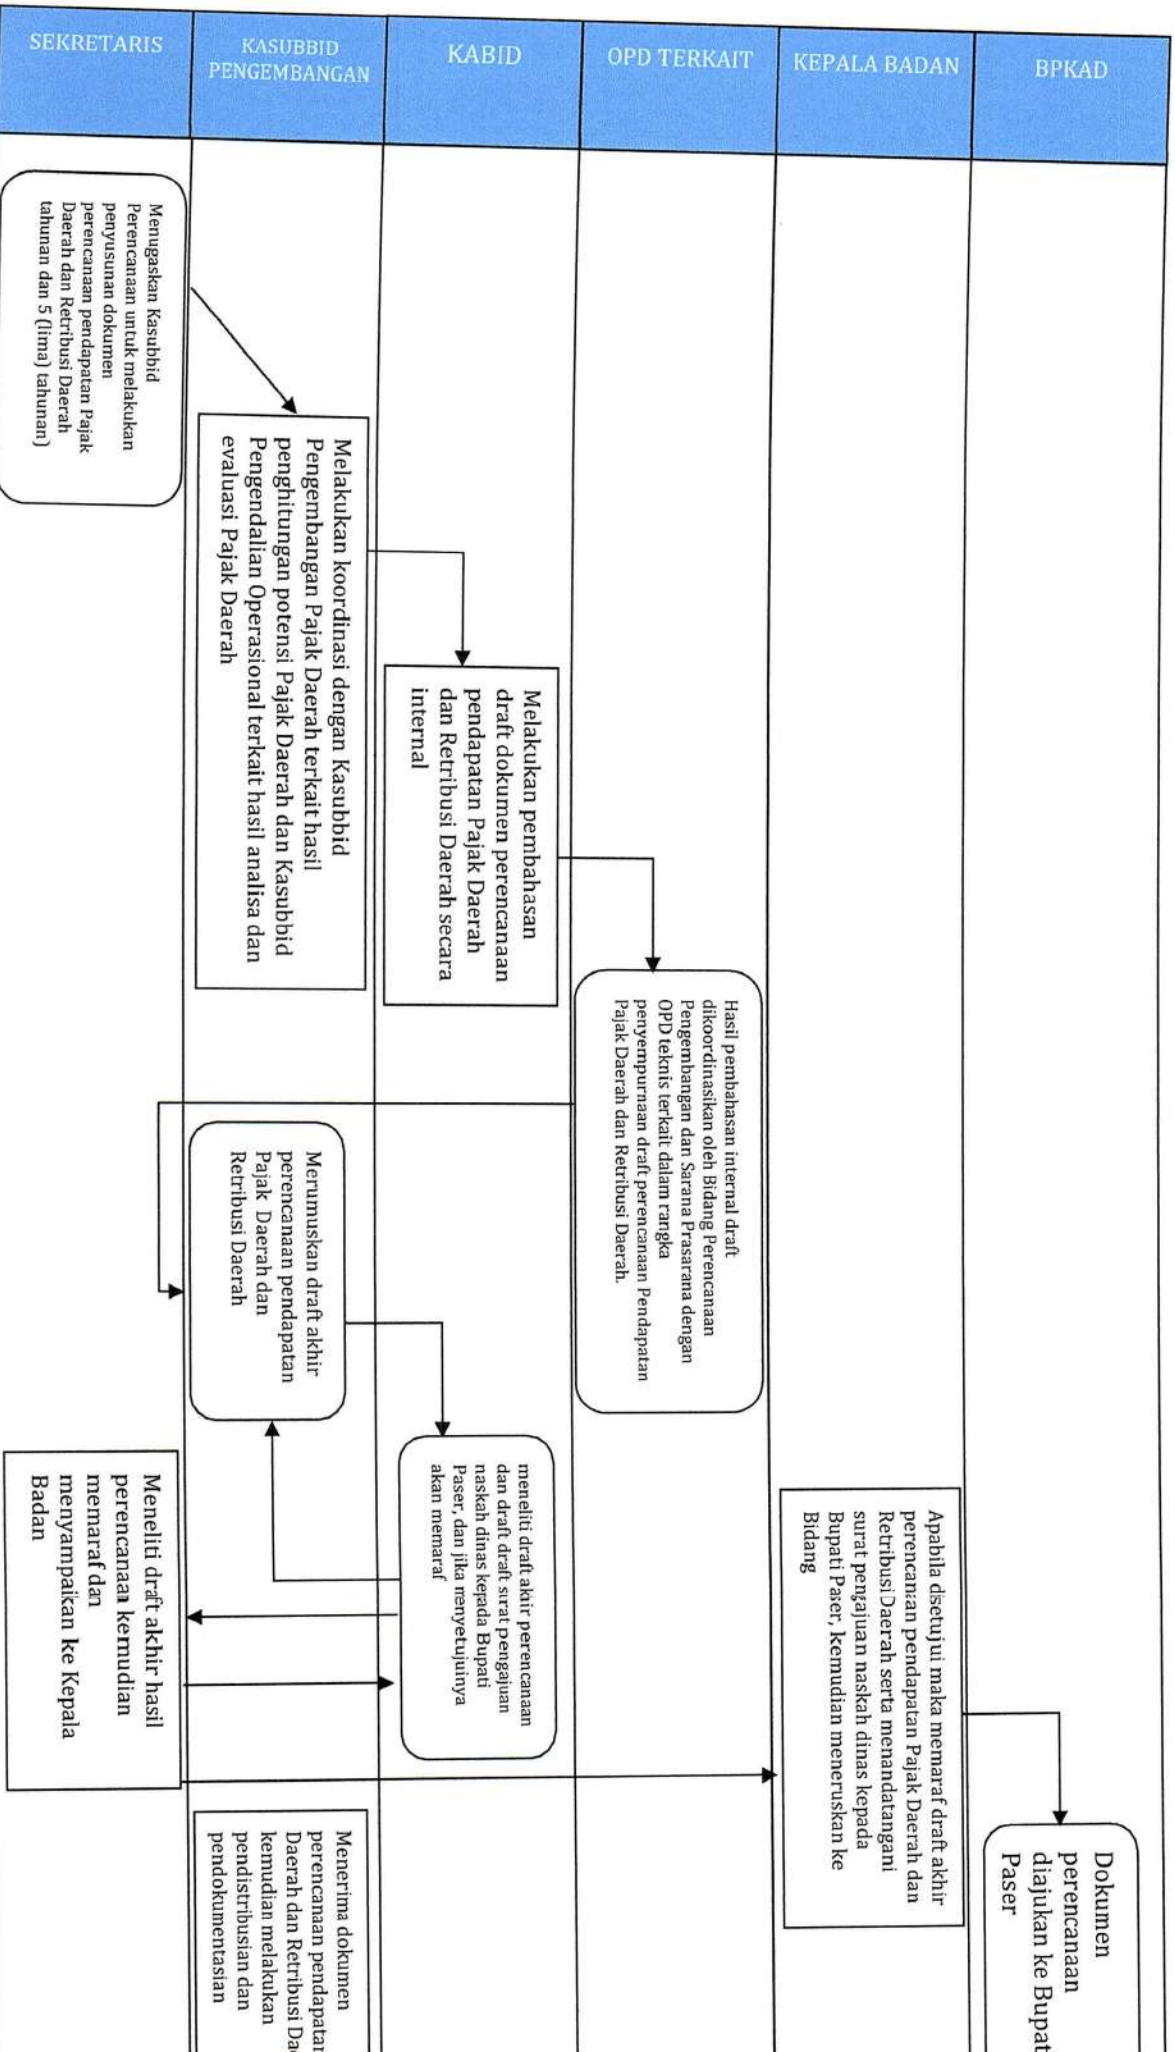 SEKRETARIS
KASUBBID
PENGEMBANGAN
KABID
OPD TERKAIT
KEPALA BADAN
BPKAD
Menugaskan Kasubbid
Perencanaan untuk melakukan
penyusunan dokumen
perencanaan pendapatan Pajak
Daerah dan Retribusi Daerah
tahunan dan 5 (lima) tahunan)
Melakukan koordinasi dengan Kasubbid
Pengembangan Pajak Daerah terkait hasil
penghitungan potensi Pajak Daerah dan Kasubbid
Pengendalian Operasional terkait hasil analisa dan
evaluasi Pajak Daerah
Melakukan pembahasan
draft dokumen perencanaan
pendapatan Pajak Daerah
dan Retribusi Daerah secara
internal
Hasil pembahasan internal draft
dikoordinasikan oleh Bidang Perencanaan
Pengembangan dan Sarana Prasarana dengan
OPD teknis terkait dalam rangka
penyempurnaan draft perencanaan Pendapatan
Pajak Daerah dan Retribusi Daerah.
Merumuskan draft akhir
perencanaan pendapatan
Pajak Daerah dan
Retribusi Daerah
meneliti draft akhir perencanaan
dan draft draft surat pengajuan
naskah dinas kepada Bupati
Paser, dan jika menyetujuinya
akan memaraf
Meneliti draft akhir hasil
perencanaan kemudian
memaraf dan
menyampaikan ke Kepala
Badan
Apabila disetujui maka memaraf draft akhir
perencanaan pendapatan Pajak Daerah dan
Retribusi Daerah serta menandatangani
surat pengajuan naskah dinas kepada
Bupati Paser, kemudian meneruskan ke
Bidang
Dokumen
perencanaan
diajukan ke Bupat
Paser
Menerima dokumen
perencanaan pendapatan
Daerah dan Retribusi Dae
kemudian melakukan
pendistribusian dan
pendokumentasian